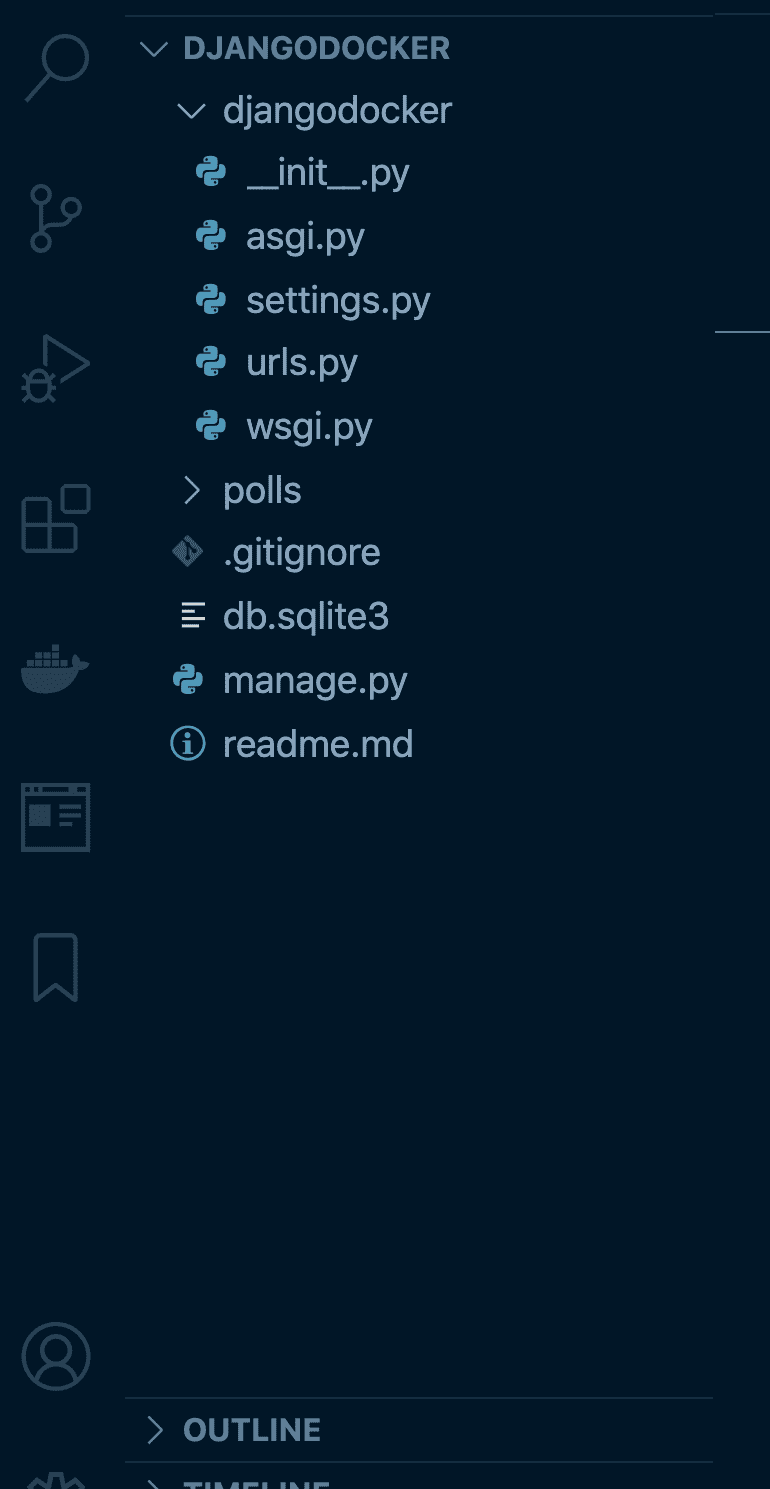 DJANGODOCKER
djangodocker
__init__.py
asgi.py
settings.py
urls.py
wsgi.py
polls
.gitignore
db.sqlite3
manage.py
readme.md
OUTLINE
TIMELINE